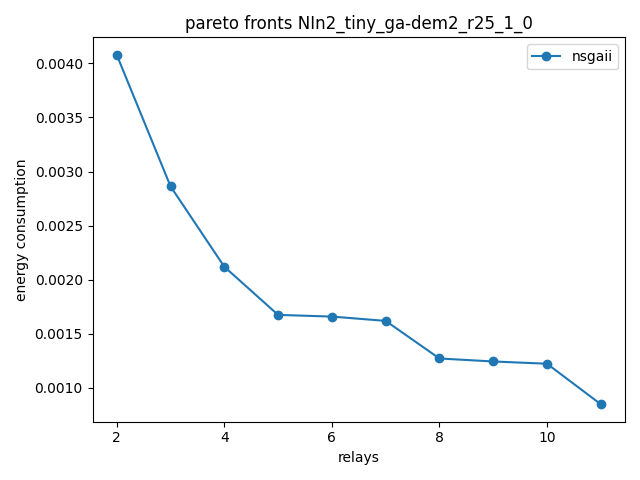 pareto fronts NIn2_tiny_ga-dem2_r25_1_0
nsgaii
energy consumption
0.0040
0.0035
0.0030
0.0025
0.0020
0.0015
0.0010
2 4 6 8 10
relays